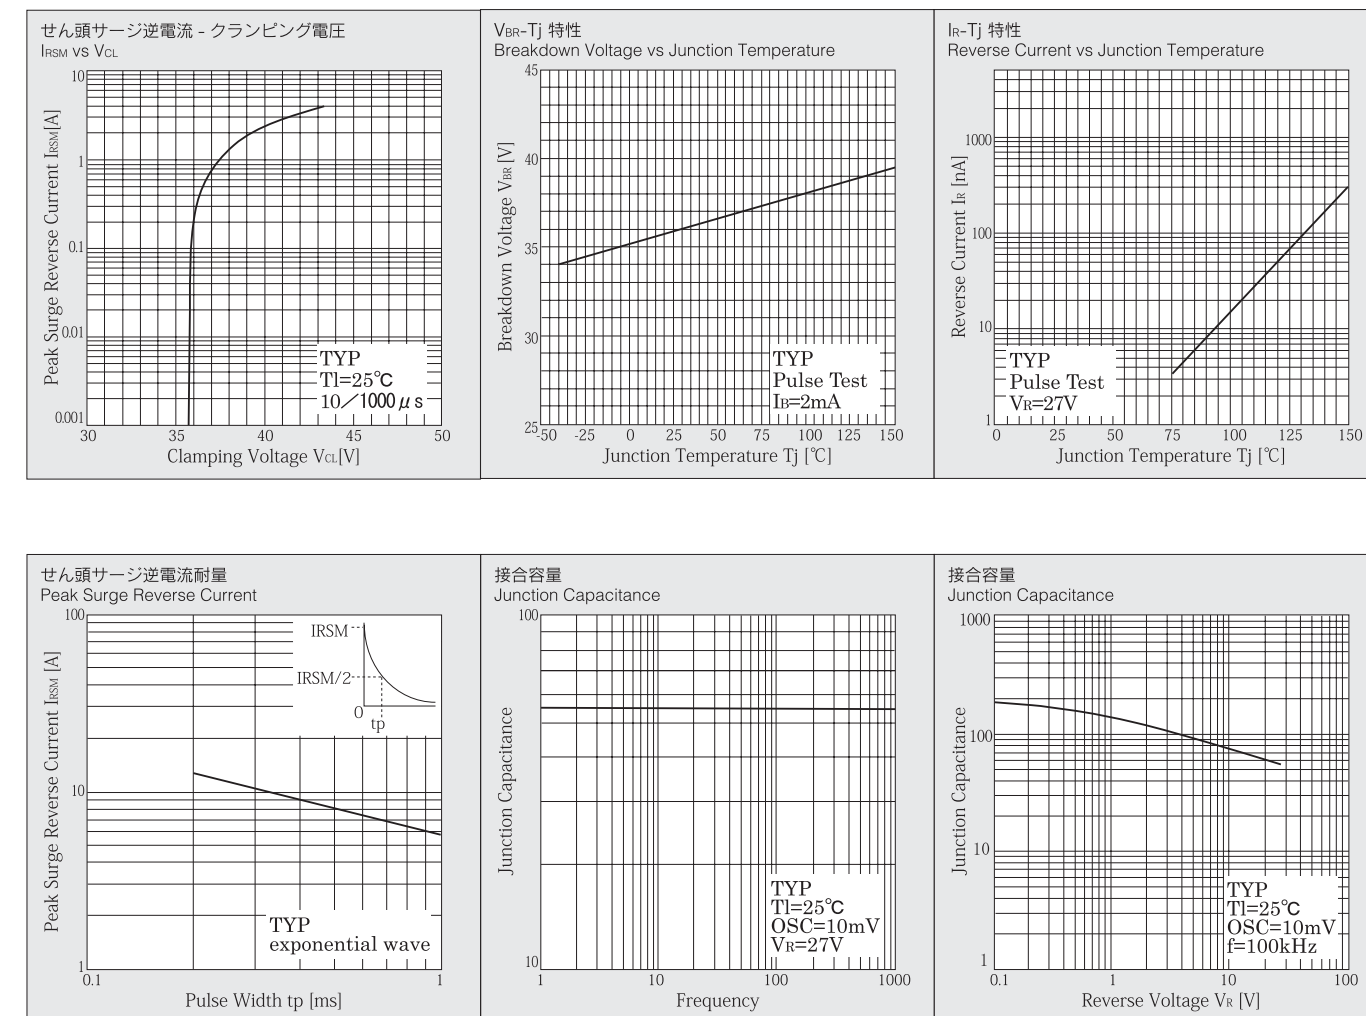 せん頭サージ逆電流 - クランピング電圧
IRSM vs VCL
Peak Surge Reverse Current IRSM[A]
10
1
0.1
0.01
0.001
TYP
Tl=25℃
10／1000μs
30 35 40 45 50
Clamping Voltage VCL[V]
VBR-Tj 特性
Breakdown Voltage vs Junction Temperature
Breakdown Voltage VBR [V]
45
40
35
30
25
TYP
Pulse Test
IB=2mA
-50 -25 0 25 50 75 100 125 150
Junction Temperature Tj [℃]
IR-Tj 特性
Reverse Current vs Junction Temperature
Reverse Current IR [nA]
1000
100
10
1
TYP
Pulse Test
VR=27V
0 25 50 75 100 125 150
Junction Temperature Tj [℃]
せん頭サージ逆電流耐量
Peak Surge Reverse Current
Peak Surge Reverse Current IRSM [A]
100
10
1
IRSM
IRSM/2
0
tp
TYP
exponential wave
0.1 1
Pulse Width tp [ms]
接合容量
Junction Capacitance
Junction Capacitance
100
10
TYP
Tl=25℃
OSC=10mV
VR=27V
1 10 100 1000
Frequency
接合容量
Junction Capacitance
Junction Capacitance
1000
100
10
1
TYP
Tl=25℃
OSC=10mV
f=100kHz
0.1 1 10 100
Reverse Voltage VR [V]